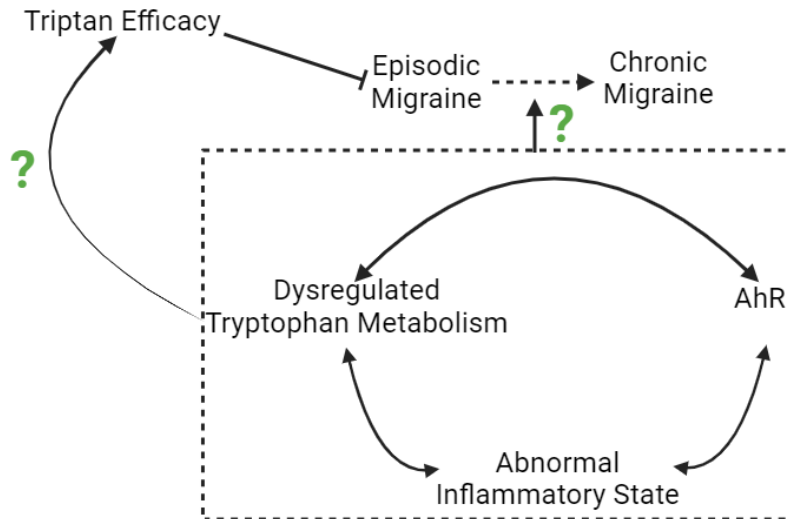 Triptan Efficacy
Episodic
Migraine
Chronic
Migraine
?
?
Dysregulated
Tryptophan Metabolism
AhR
Abnormal
Inflammatory State